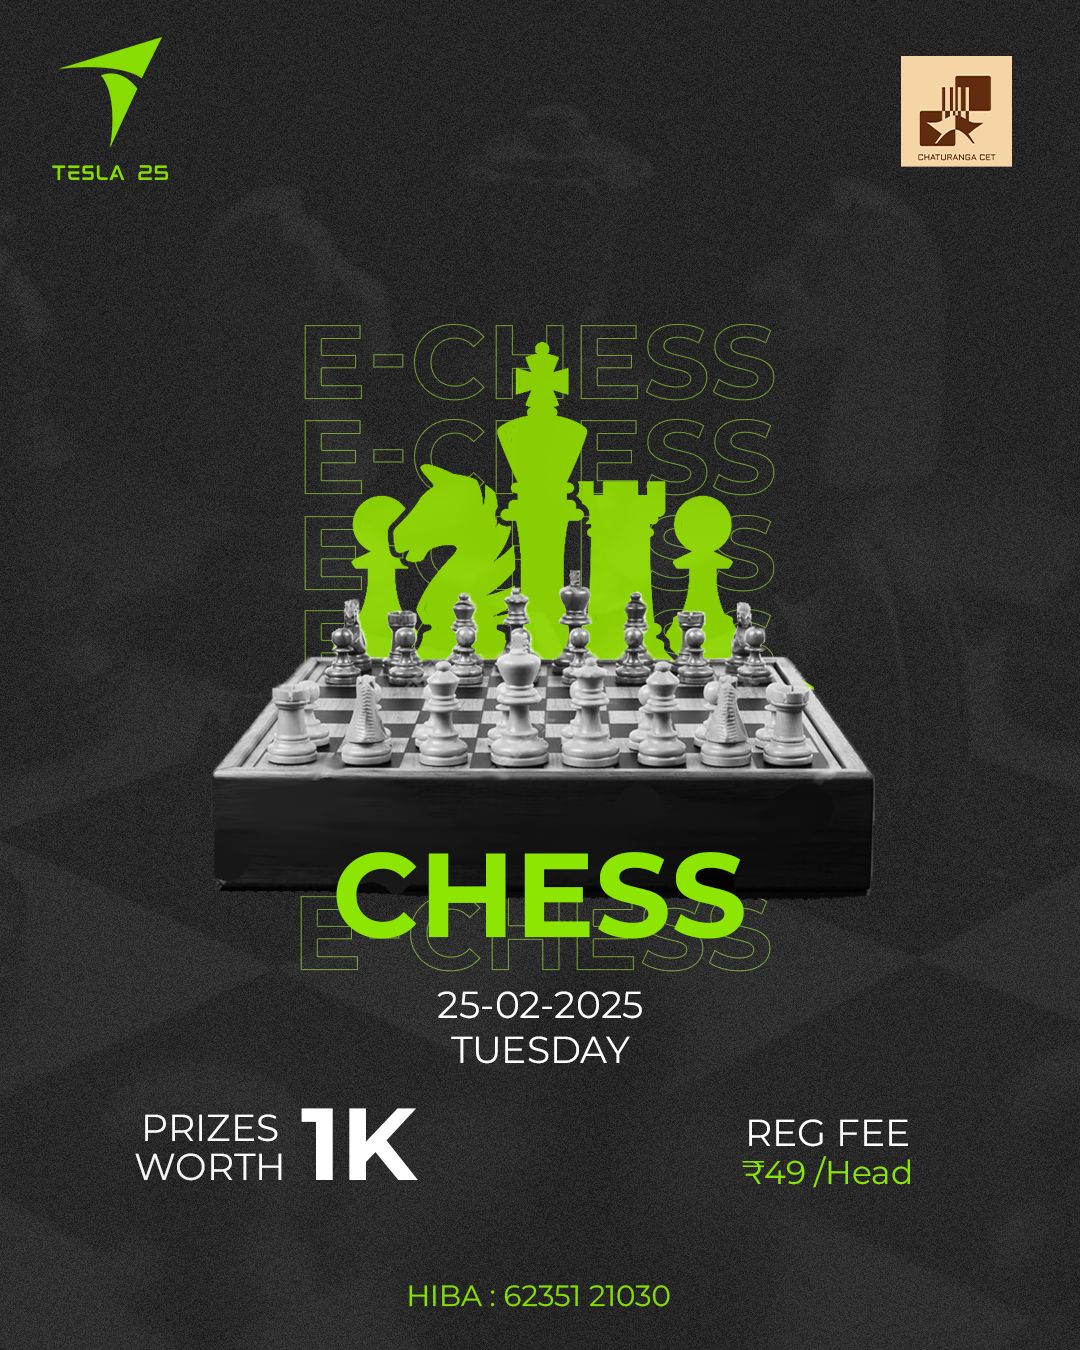 TESLA 25
CHATURANGA CET
E-CHESS
E-CHESS
E-CHESS
CHESS
E-CHESS
25-02-2025
TUESDAY
PRIZES
WORTH 1K
REG FEE
₹49 /Head
HIBA : 62351 21030